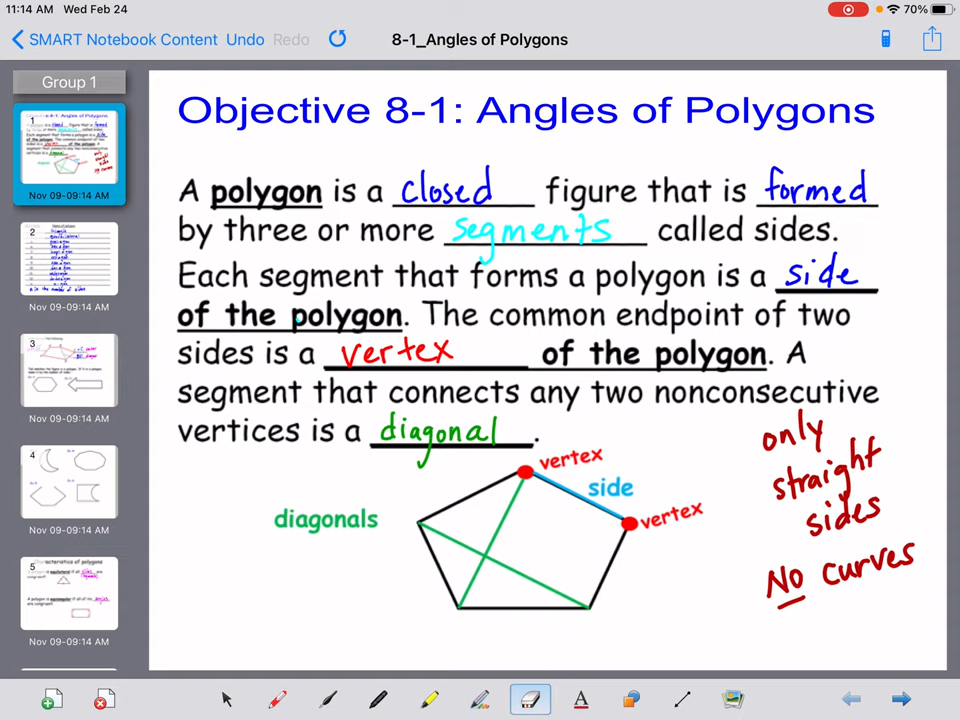 11:14 AM Wed Feb 24
70%
SMART Notebook Content Undo Redo
8-1_Angles of Polygons
Group 1
1
Nov 09-09:14 AM
2
Nov 09-09:14 AM
3
Nov 09-09:14 AM
4
Nov 09-09:14 AM
5
Nov 09-09:14 AM
Objective 8-1: Angles of Polygons
A polygon is a closed figure that is formed
by three or more segments called sides.
Each segment that forms a polygon is a side
of the polygon. The common endpoint of two
sides is a vertex of the polygon. A
segment that connects any two nonconsecutive
vertices is a diagonal.
vertex
side
diagonals
vertex
only
straight
sides
No curves